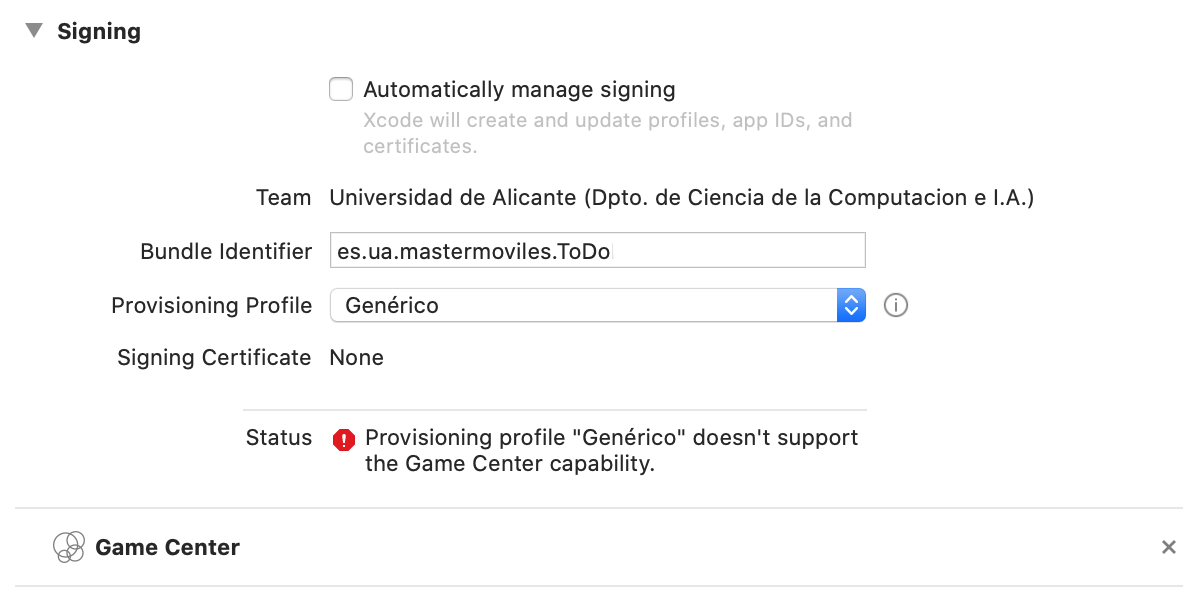 Signing
Automatically manage signing
Xcode will create and update profiles, app IDs, and
certificates.
Team Universidad de Alicante (Dpto. de Ciencia de la Computacion e I.A.)
Bundle Identifier es.ua.mastermoviles.ToDo
Provisioning Profile Genérico
Signing Certificate None
Status Provisioning profile "Genérico" doesn't support
the Game Center capability.
Game Center